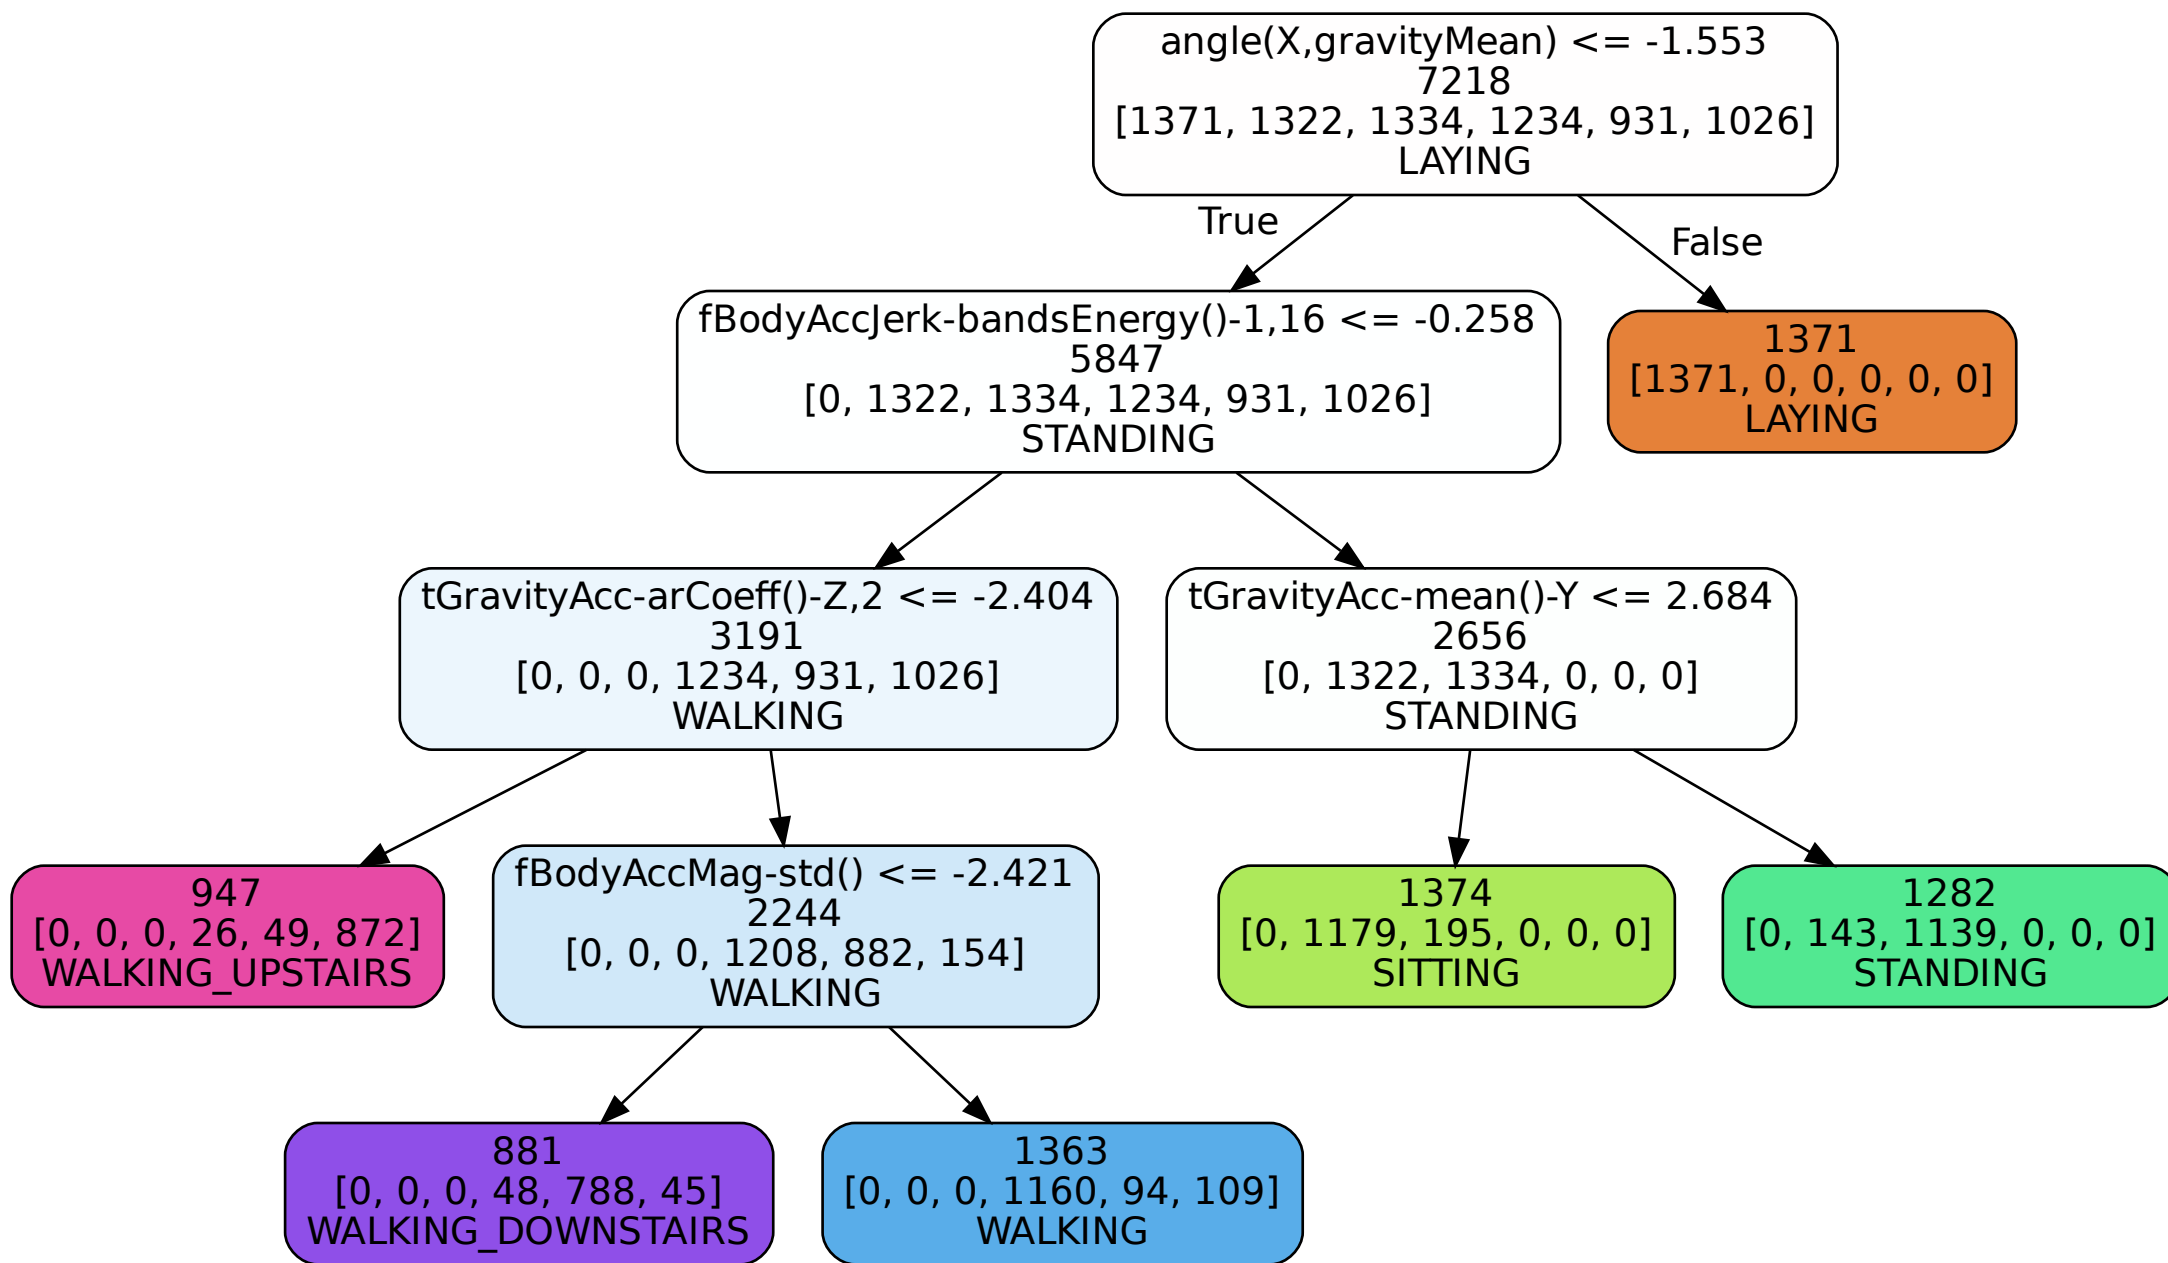 angle(X,gravityMean) <= -1.553
7218
[1371, 1322, 1334, 1234, 931, 1026]
LAYING
True
False
fBodyAccJerk-bandsEnergy()-1,16 <= -0.258
5847
[0, 1322, 1334, 1234, 931, 1026]
STANDING
1371
[1371, 0, 0, 0, 0, 0]
LAYING
tGravityAcc-arCoeff()-Z,2 <= -2.404
3191
[0, 0, 0, 1234, 931, 1026]
WALKING
tGravityAcc-mean()-Y <= 2.684
2656
[0, 1322, 1334, 0, 0, 0]
STANDING
947
[0, 0, 0, 26, 49, 872]
WALKING_UPSTAIRS
fBodyAccMag-std() <= -2.421
2244
[0, 0, 0, 1208, 882, 154]
WALKING
1374
[0, 1179, 195, 0, 0, 0]
SITTING
1282
[0, 143, 1139, 0, 0, 0]
STANDING
881
[0, 0, 0, 48, 788, 45]
WALKING_DOWNSTAIRS
1363
[0, 0, 0, 1160, 94, 109]
WALKING